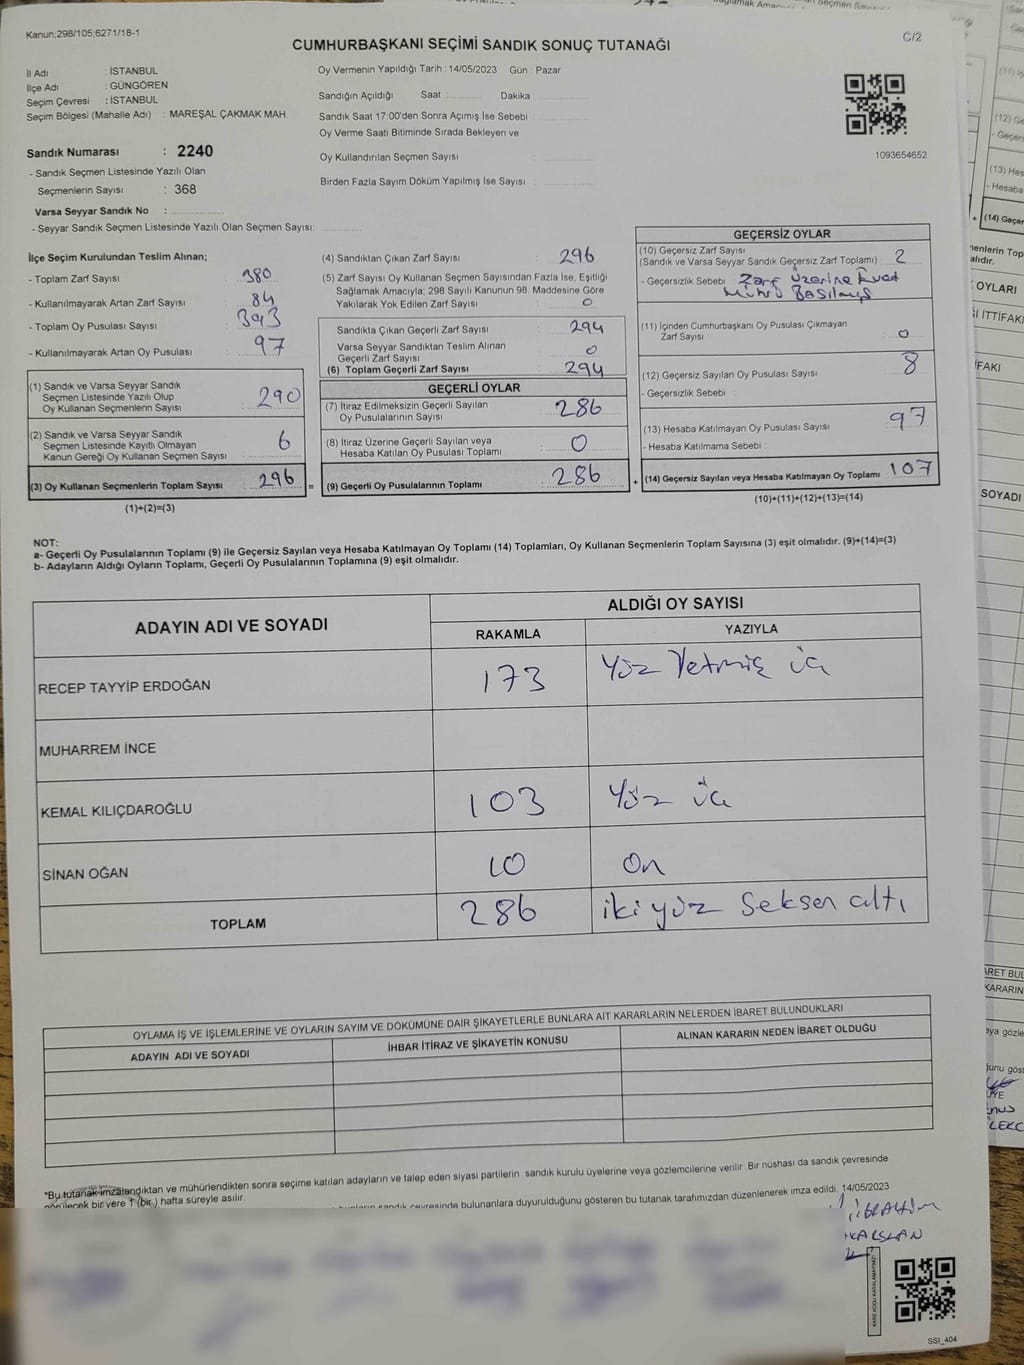 Kanun;298/105;6271/18-1
C/2
CUMHURBAŞKANI SEÇİMİ SANDIK SONUÇ TUTANAĞI
İl Adı : İSTANBUL
İlçe Adı : GÜNGÖREN
Seçim Çevresi : İSTANBUL
Seçim Bölgesi (Mahalle Adı) : MAREŞAL ÇAKMAK MAH.
Sandık Numarası : 2240
- Sandık Seçmen Listesinde Yazılı Olan
Seçmenlerin Sayısı : 368
Varsa Seyyar Sandık No :
- Seyyar Sandık Seçmen Listesinde Yazılı Olan Seçmen Sayısı:
Oy Vermenin Yapıldığı Tarih : 14/05/2023 Gün : Pazar
Sandığın Açıldığı Saat Dakika
Sandık Saat 17:00'den Sonra Açımış İse Sebebi :
Oy Verme Saati Bitiminde Sırada Bekleyen ve
Oy Kullandırılan Seçmen Sayısı :
Birden Fazla Sayım Döküm Yapılmış İse Sayısı :
1093654652
İlçe Seçim Kurulundan Teslim Alınan;
- Toplam Zarf Sayısı : 380
- Kullanılmayarak Artan Zarf Sayısı : 84
- Toplam Oy Pusulası Sayısı : 393
- Kullanılmayarak Artan Oy Pusulası : 97
(1) Sandık ve Varsa Seyyar Sandık
Seçmen Listesinde Yazılı Olup
Oy Kullanan Seçmenlerin Sayısı : 290
(2) Sandık ve Varsa Seyyar Sandık
Seçmen Listesinde Kayıtlı Olmayan
Kanun Gereği Oy Kullanan Seçmen Sayısı : 6
(3) Oy Kullanan Seçmenlerin Toplam Sayısı : 296
(1)+(2)=(3)
=
(4) Sandıktan Çıkan Zarf Sayısı : 296
(5) Zarf Sayısı Oy Kullanan Seçmen Sayısından Fazla İse, Eşitliği
Sağlamak Amacıyla, 298 Sayılı Kanunun 98. Maddesine Göre
Yakılarak Yok Edilen Zarf Sayısı : 0
Sandıkta Çıkan Geçerli Zarf Sayısı : 294
Varsa Seyyar Sandıktan Teslim Alınan
Geçerli Zarf Sayısı : 0
(6) Toplam Geçerli Zarf Sayısı : 294
GEÇERLİ OYLAR
(7) İtiraz Edilmeksizin Geçerli Sayılan
Oy Pusulalarının Sayısı : 286
(8) İtiraz Üzerine Geçerli Sayılan veya
Hesaba Katılan Oy Pusulası Toplamı : 0
(9) Geçerli Oy Pusulalarının Toplamı : 286
+
GEÇERSİZ OYLAR
(10) Geçersiz Zarf Sayısı
(Sandık ve Varsa Seyyar Sandık Geçersiz Zarf Toplamı) : 2
- Geçersizlik Sebebi : Zarf Üzerine Evet
Mührü Basılmış
(11) İçinden Cumhurbaşkanı Oy Pusulası Çıkmayan
Zarf Sayısı : 0
(12) Geçersiz Sayılan Oy Pusulası Sayısı : 8
- Geçersizlik Sebebi :
(13) Hesaba Katılmayan Oy Pusulası Sayısı : 97
- Hesaba Katılmama Sebebi :
(14) Geçersiz Sayılan veya Hesaba Katılmayan Oy Toplamı : 107
(10)+(11)+(12)+(13)=(14)
NOT:
a- Geçerli Oy Pusulalarının Toplamı (9) ile Geçersiz Sayılan veya Hesaba Katılmayan Oy Toplamı (14) Toplamları, Oy Kullanan Seçmenlerin Toplam Sayısına (3) eşit olmalıdır. (9)+(14)=(3)
b- Adayların Aldığı Oyların Toplamı, Geçerli Oy Pusulalarının Toplamına (9) eşit olmalıdır.
ADAYIN ADI VE SOYADI
ALDIĞI OY SAYISI
RAKAMLA YAZIYLA
RECEP TAYYİP ERDOĞAN 173 Yüz Yetmiş üç
MUHARREM İNCE
KEMAL KILIÇDAROĞLU 103 Yüz üç
SİNAN OĞAN 10 On
TOPLAM 286 iki yüz Seksen altı
OYLAMA İŞ VE İŞLEMLERİNE VE OYLARIN SAYIM VE DÖKÜMÜNE DAİR ŞİKAYETLERLE BUNLARA AİT KARARLARIN NELERDEN İBARET BULUNDUKLARI
ADAYIN ADI VE SOYADI İHBAR İTİRAZ VE ŞİKAYETİN KONUSU ALINAN KARARIN NEDEN İBARET OLDUĞU
*Bu tutanak imzalandıktan ve mühürlendikten sonra seçime katılan adayların ve talep eden siyasi partilerin sandık kurulu üyelerine veya gözlemcilerine verilir. Bir nüshası da sandık çevresinde
görülecek bir yere 1 (bir) hafta süreyle asılır.
sandık çevresinde bulunanlara duyurulduğunu gösteren bu tutanak tarafımızdan düzenlenerek imza edildi. 14/05/2023
İBRAHİM
KARSLAN
SSI_404